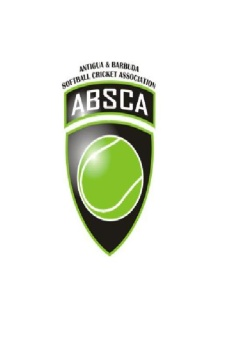 ANTIGUA & BARBUDA
SOFTBALL CRICKET ASSOCIATION
ABSCA